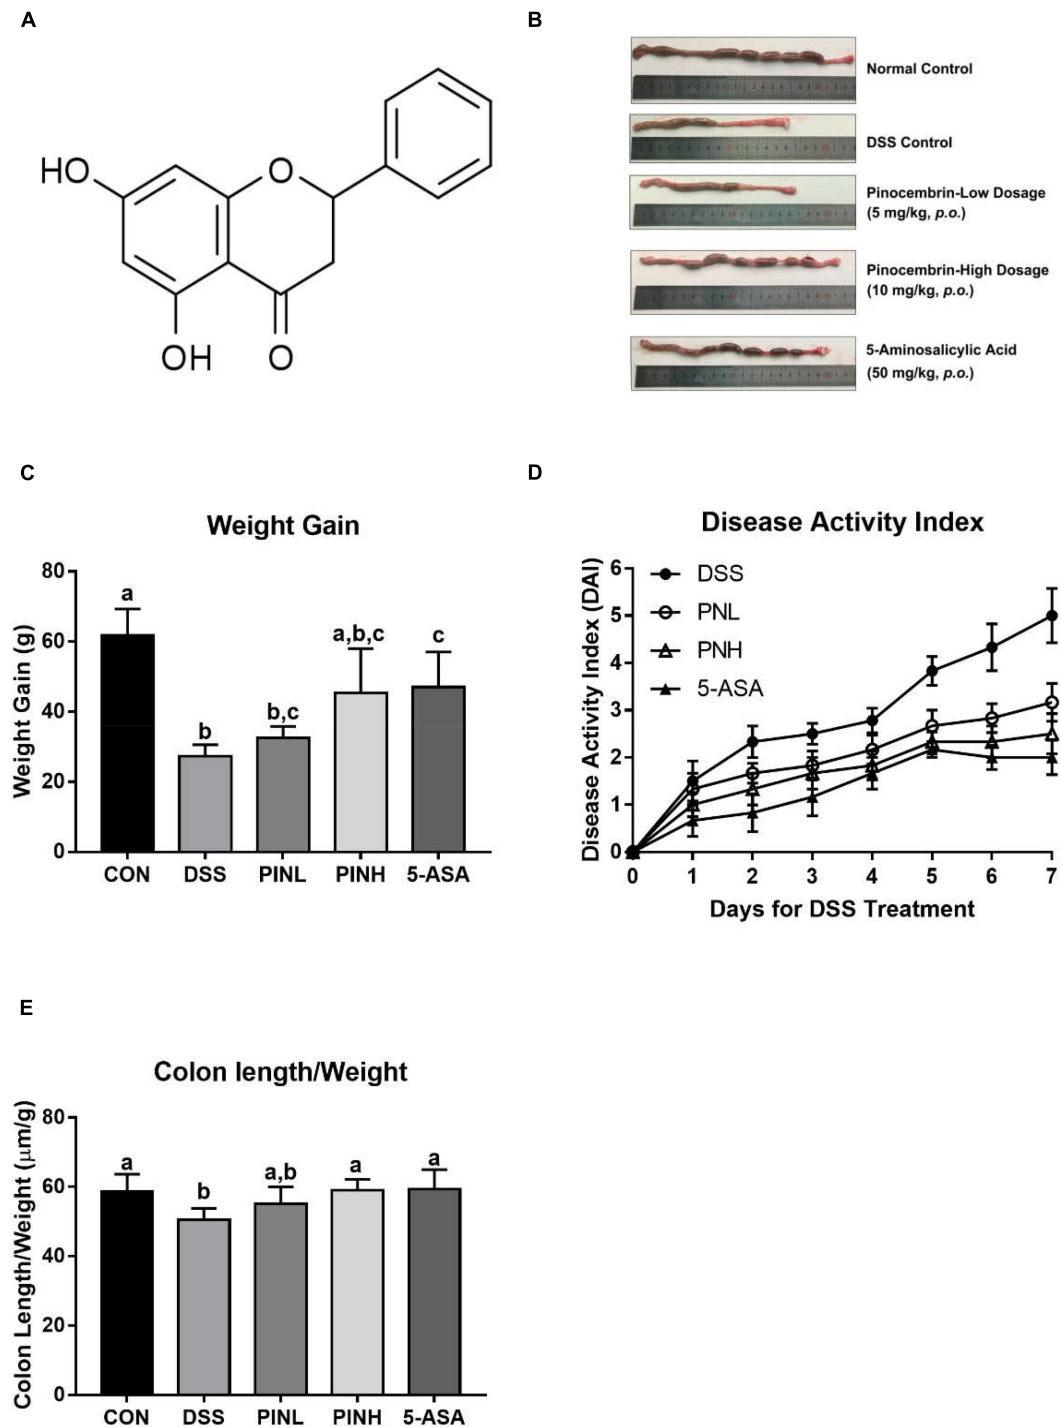 A
HO
O
OH
O
B
Normal Control
DSS Control
Pinocembrin-Low Dosage
(5 mg/kg, p.o.)
Pinocembrin-High Dosage
(10 mg/kg, p.o.)
5-Aminosalicylic Acid
(50 mg/kg, p.o.)
C
Weight Gain
Weight Gain (g)
80
60
40
20
0
a
b
b,c
a,b,c
c
CON DSS PINL PINH 5-ASA
D
Disease Activity Index
Disease Activity Index (DAI)
6
5
4
3
2
1
0
DSS
PNL
PNH
5-ASA
0 1 2 3 4 5 6 7
Days for DSS Treatment
E
Colon length/Weight
Colon Length/Weight (μm/g)
80
60
40
20
0
a
b
a,b
a
a
CON DSS PINL PINH 5-ASA